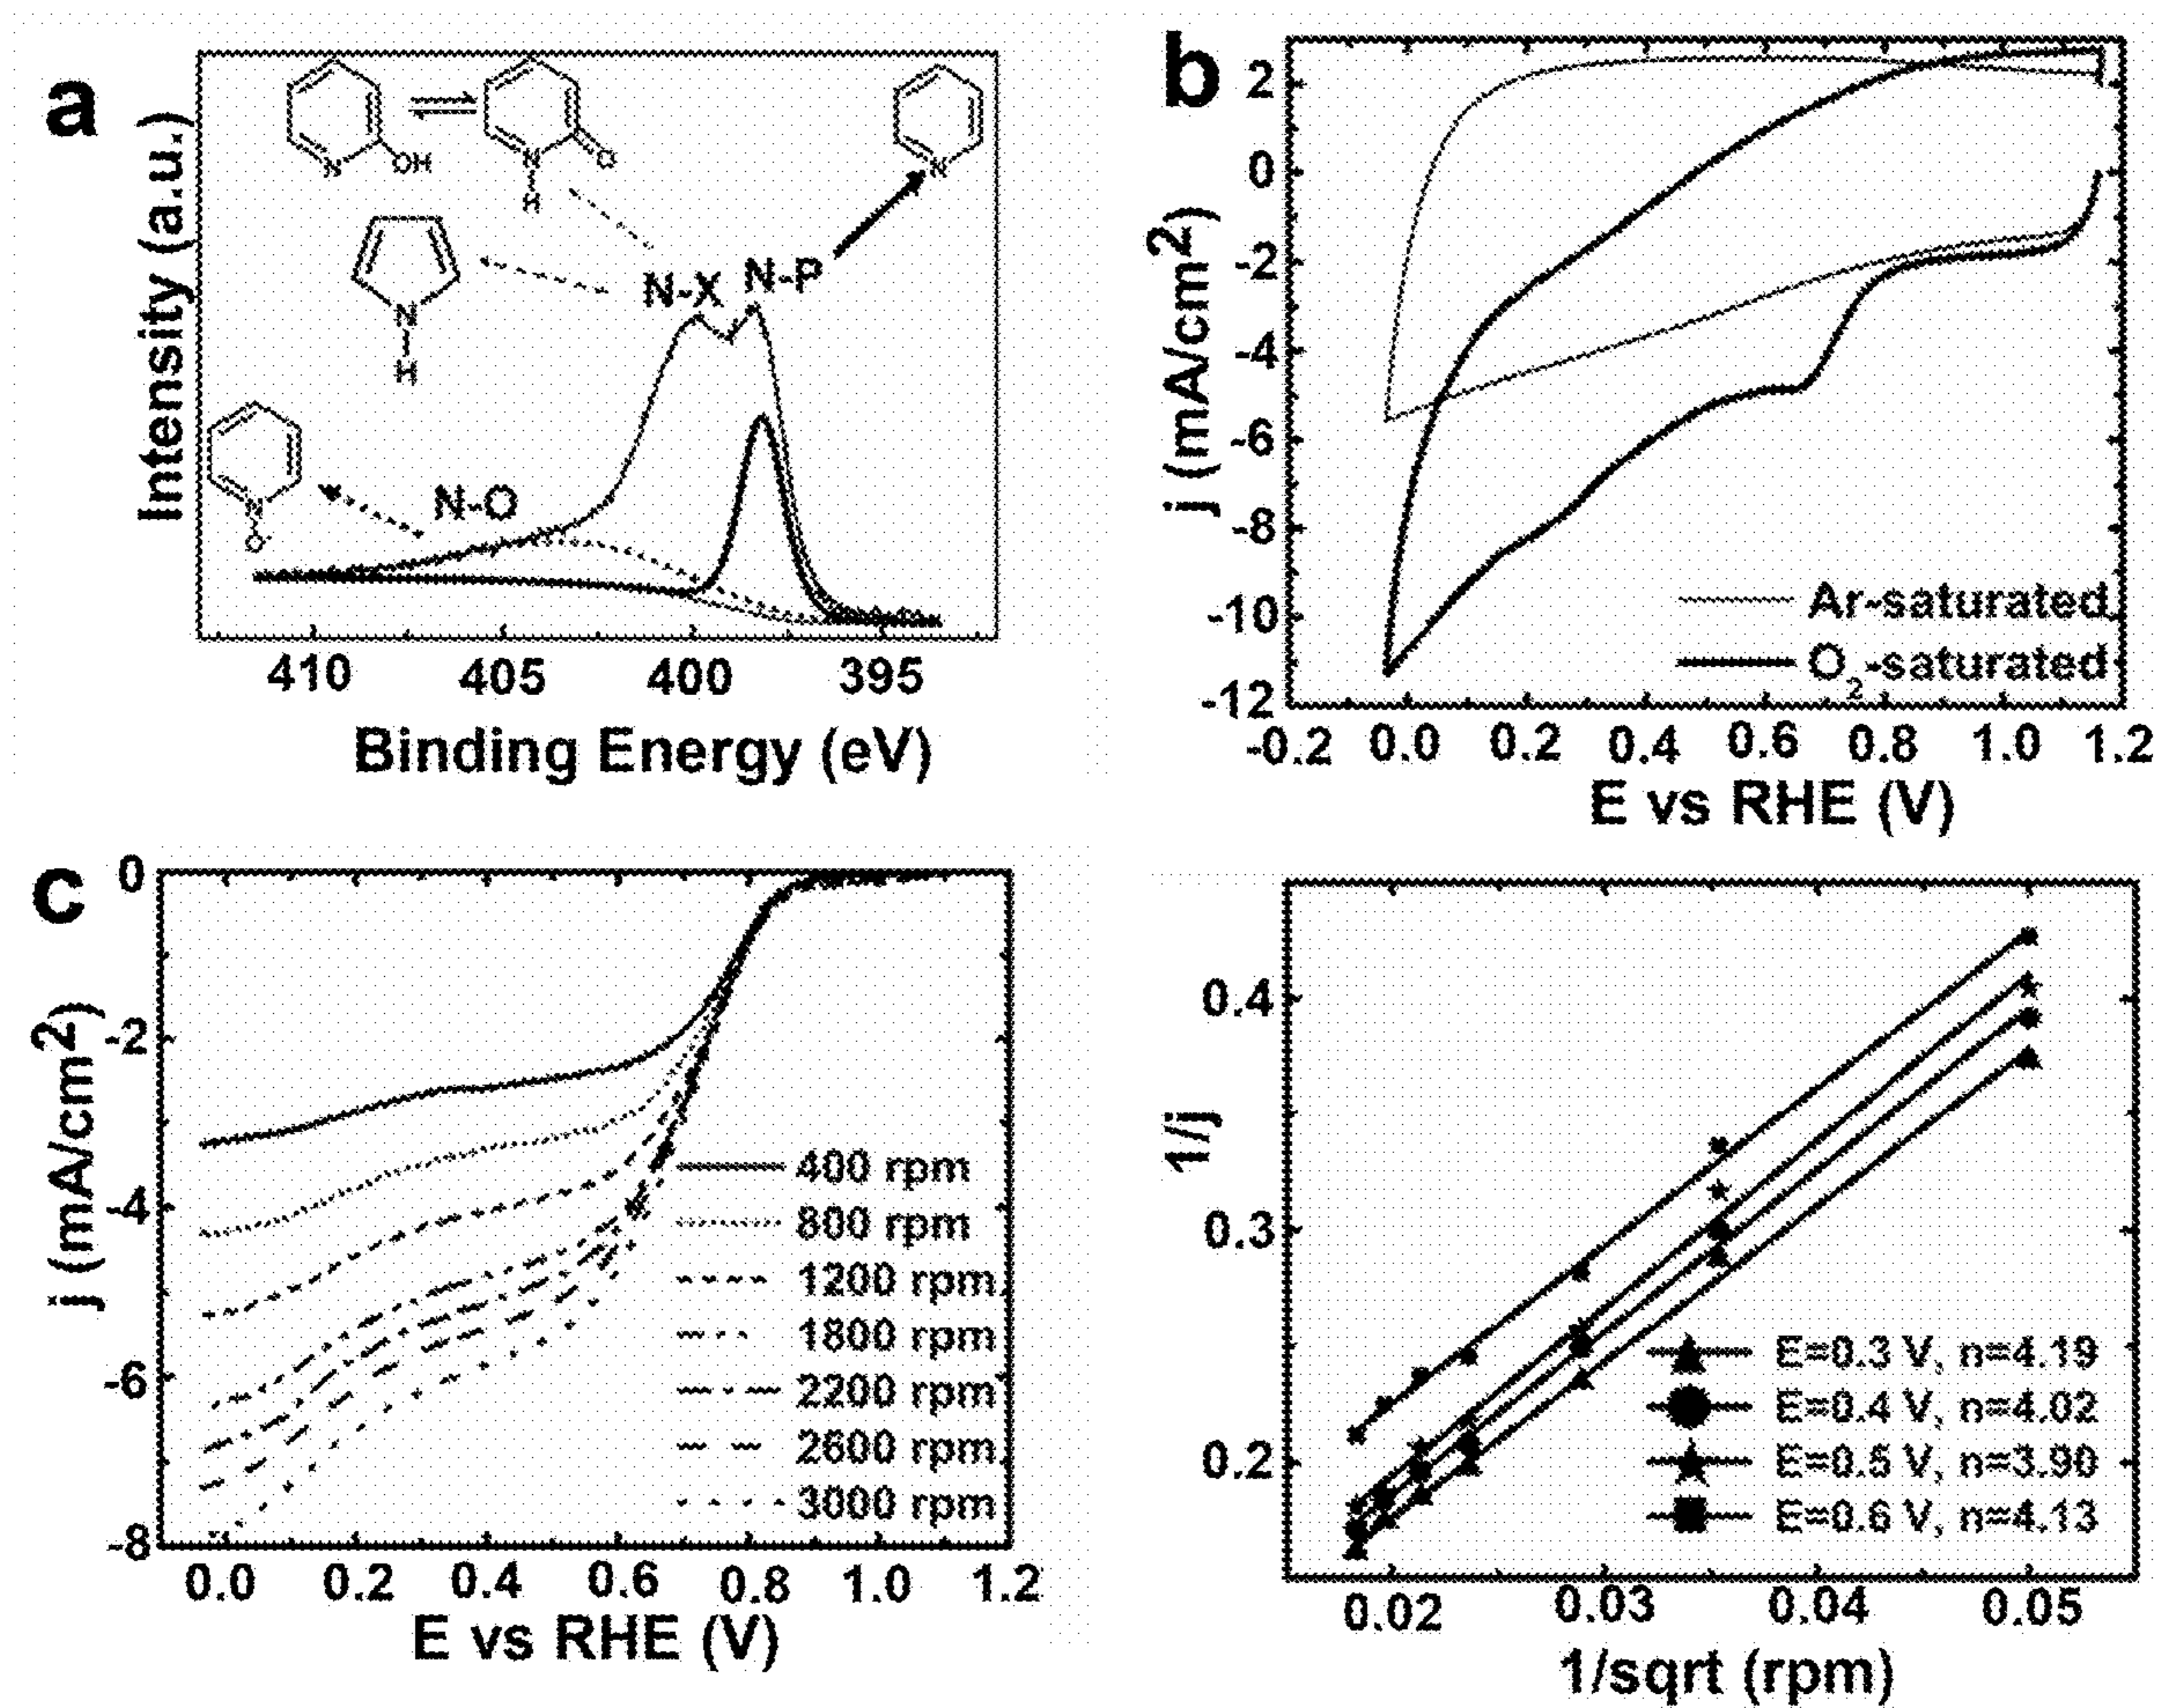 a
Intensity (a.u.)
N
OH
N
H
O
N
N
H
N
O-
N-X
N-P
N-O
410
405
400
395
Binding Energy (eV)
b
j (mA/cm2)
2
0
-2
-4
-6
-8
-10
-12
Ar-saturated
O2-saturated
-0.2
0.0
0.2
0.4
0.6
0.8
1.0
1.2
E vs RHE (V)
c
j (mA/cm2)
0
-2
-4
-6
-8
400 rpm
800 rpm
1200 rpm
1800 rpm
2200 rpm
2600 rpm
3000 rpm
0.0
0.2
0.4
0.6
0.8
1.0
1.2
E vs RHE (V)
1/j
0.4
0.3
0.2
E=0.3 V, n=4.19
E=0.4 V, n=4.02
E=0.5 V, n=3.90
E=0.6 V, n=4.13
0.02
0.03
0.04
0.05
1/sqrt (rpm)